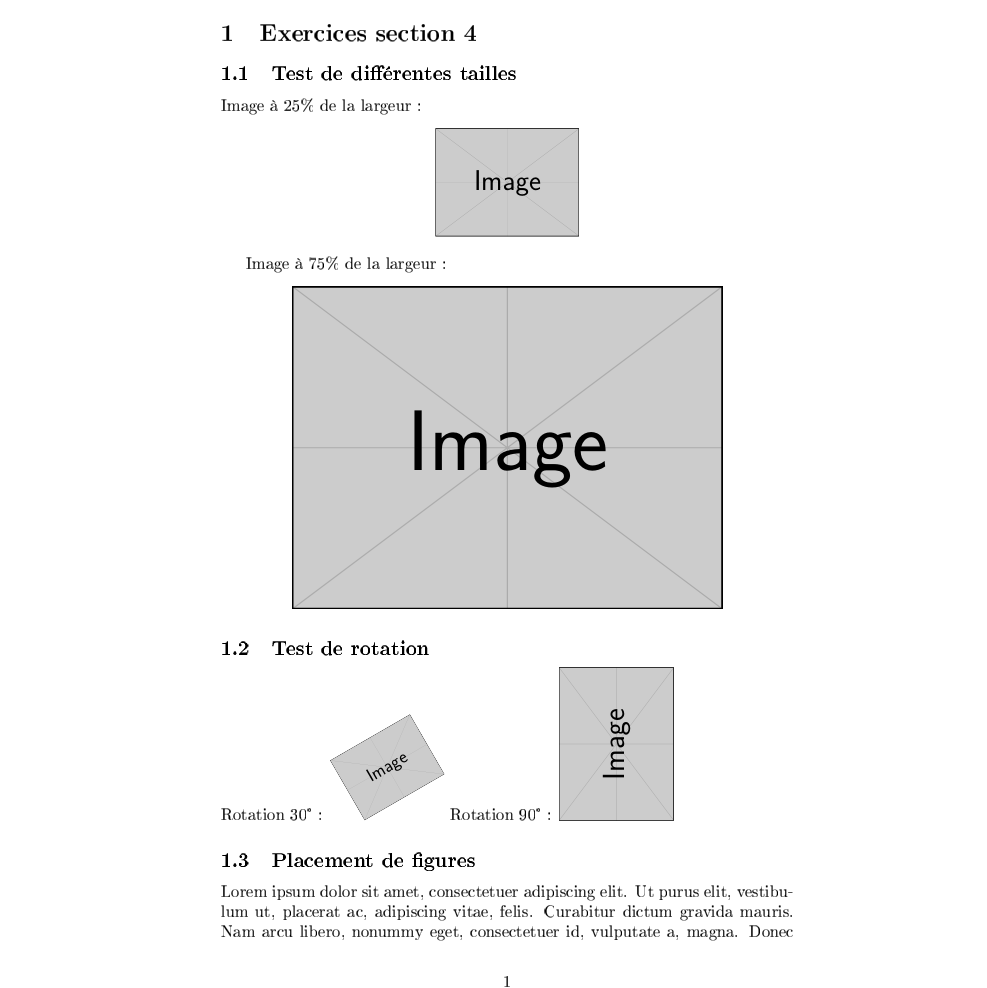 1 Exercices section 4
1.1 Test de différentes tailles
Image à 25% de la largeur :
Image
Image à 75% de la largeur :
Image
1.2 Test de rotation
Rotation 30° : Image Rotation 90° : Image
1.3 Placement de figures
Lorem ipsum dolor sit amet, consectetuer adipiscing elit. Ut purus elit, vestibu-
lum ut, placerat ac, adipiscing vitae, felis. Curabitur dictum gravida mauris.
Nam arcu libero, nonummy eget, consectetuer id, vulputate a, magna. Donec
1